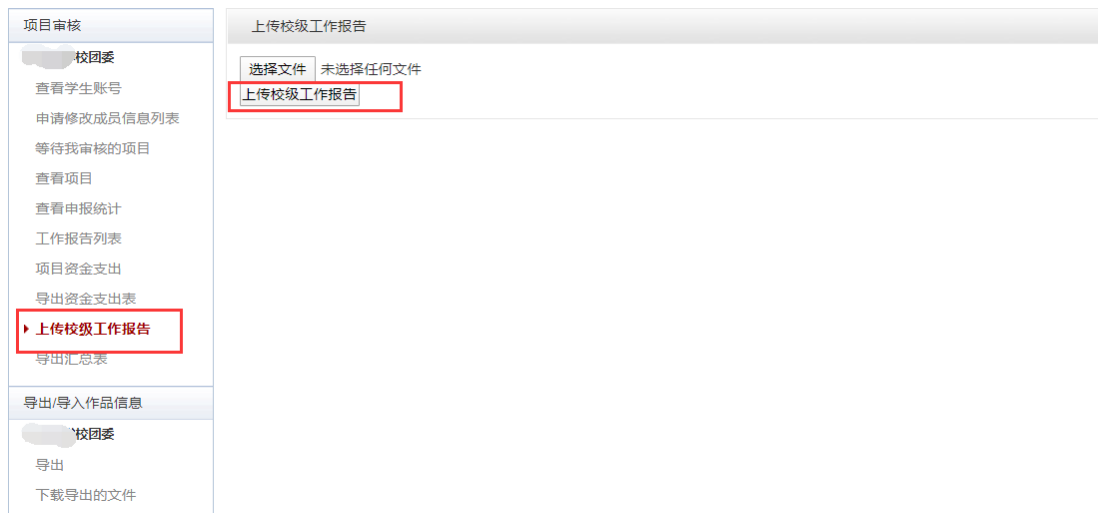 项目审核
校团委
查看学生账号
申请修改成员信息列表
等待我审核的项目
查看项目
查看申报统计
工作报告列表
项目资金支出
导出资金支出表
上传校级工作报告
导出汇总表
导出/导入作品信息
校团委
导出
下载导出的文件
上传校级工作报告
选择文件 未选择任何文件
上传校级工作报告